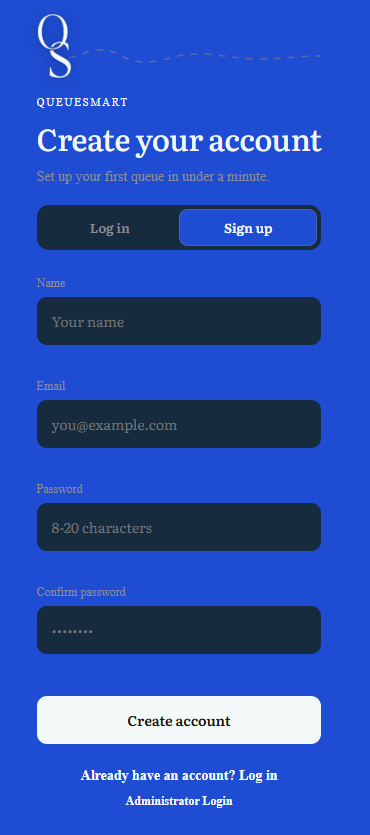 QS
QUEUESMART
Create your account
Set up your first queue in under a minute.
Log in
Sign up
Name
Your name
Email
you@example.com
Password
8-20 characters
Confirm password
••••••••
Create account
Already have an account? Log in
Administrator Login